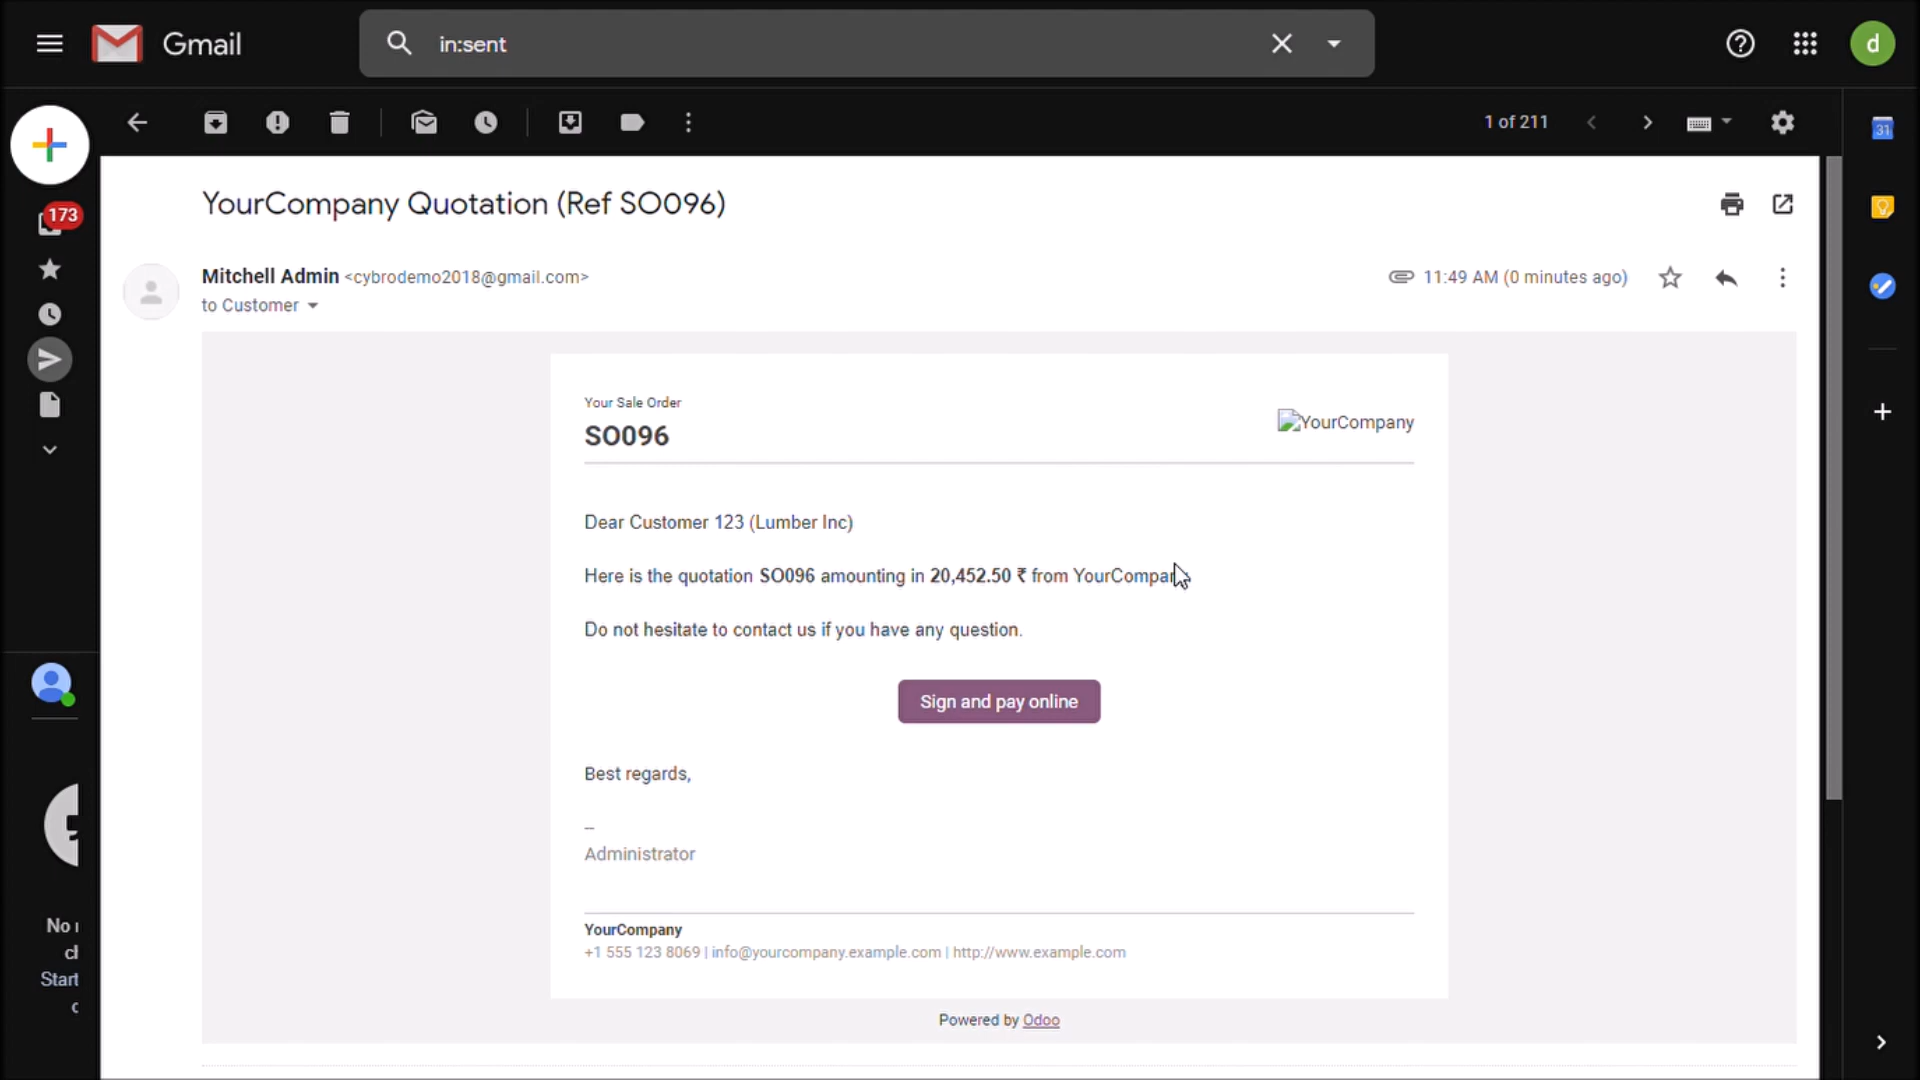 Gmail
in:sent
d
1 of 211
31
173
YourCompany Quotation (Ref SO096)
Mitchell Admin <cybrodemo2018@gmail.com>
11:49 AM (0 minutes ago)
to Customer
Your Sale Order
SO096
YourCompany
Dear Customer 123 (Lumber Inc)
Here is the quotation SO096 amounting in 20,452.50 ₹ from YourCompany
Do not hesitate to contact us if you have any question.
Sign and pay online
Best regards,
--
Administrator
YourCompany
+1 555 123 8069 | info@yourcompany.example.com | http://www.example.com
Powered by Odoo
No
Start